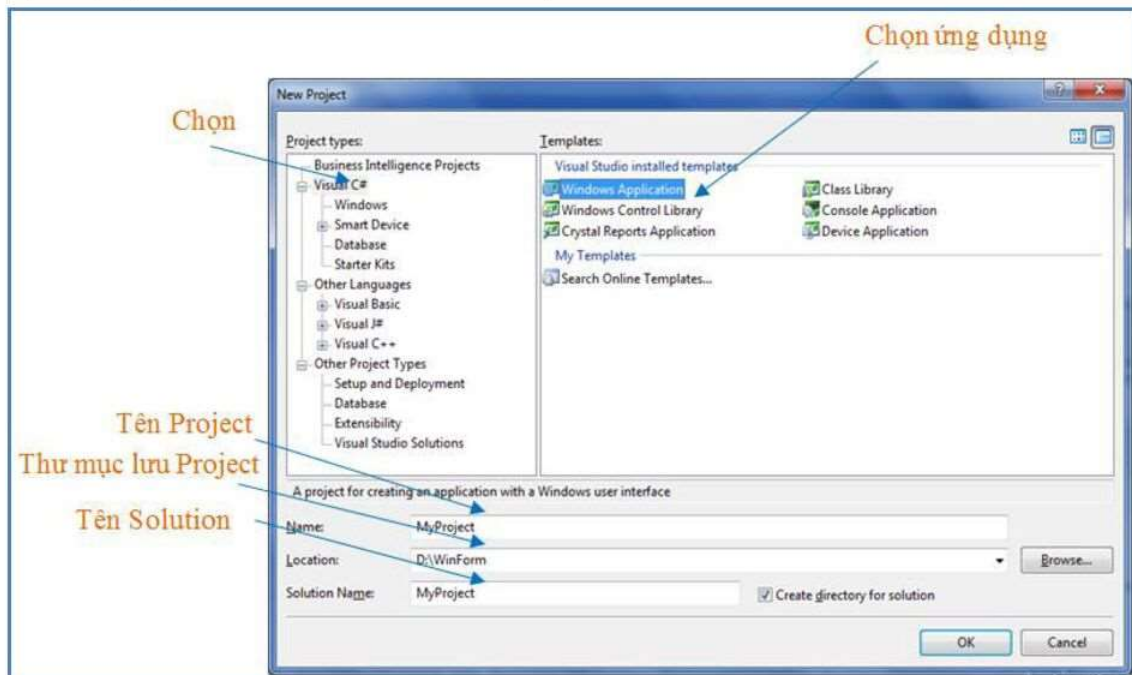 Chọn ứng dụng
New Project
Chọn
Project types:
Templates:
Business Intelligence Projects
Visual C#
Windows
Smart Device
Database
Starter Kits
Other Languages
Visual Basic
Visual J#
Visual C++
Other Project Types
Setup and Deployment
Database
Extensibility
Visual Studio Solutions
Visual Studio installed templates
Windows Application
Class Library
Windows Control Library
Console Application
Crystal Reports Application
Device Application
My Templates
Search Online Templates...
Tên Project
Thư mục lưu Project
Tên Solution
A project for creating an application with a Windows user interface
Name: MyProject
Location: D:\WinForm Browse...
Solution Name: MyProject Create directory for solution
OK Cancel